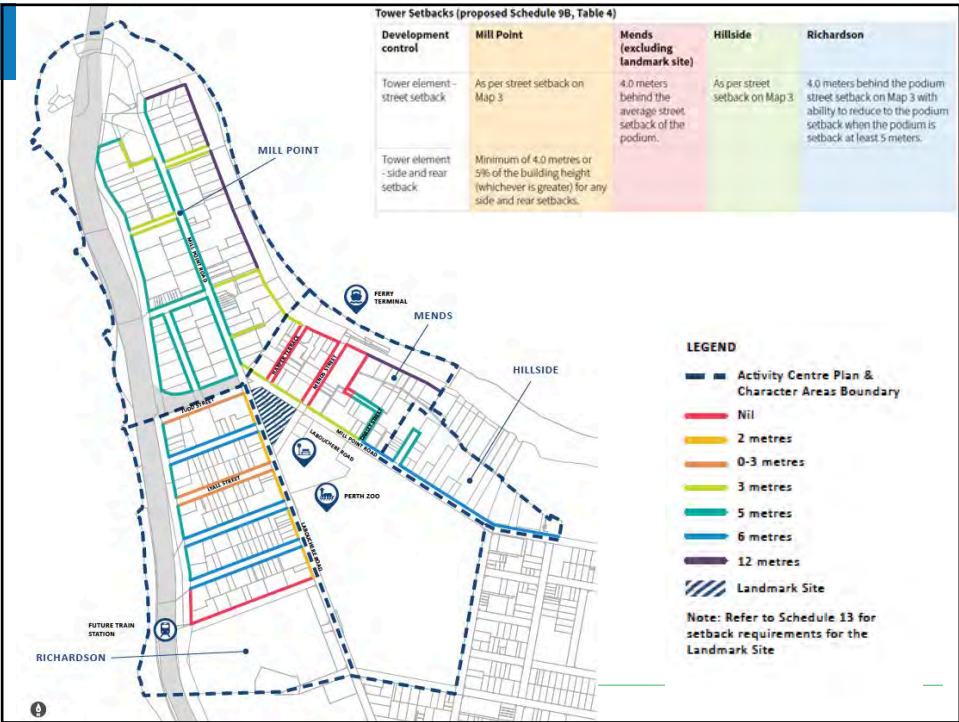 Tower Setbacks (proposed Schedule 9B, Table 4)
Development control
Mill Point
Mends (excluding landmark site)
Hillside
Richardson
Tower element - street setback
As per street setback on Map 3
4.0 meters behind the average street setback of the podium.
As per street setback on Map 3
4.0 meters behind the podium street setback on Map 3 with ability to reduce to the podium setback when the podium is setback at least 5 meters.
Tower element - side and rear setback
Minimum of 4.0 metres or 5% of the building height (whichever is greater) for any side and rear setbacks.
MILL POINT
MILL POINT ROAD
FERRY TERMINAL
MENDS
HARPER TERRACE
MENDS STREET
HILLSIDE
MILL POINT ROAD
LABOUCHERE ROAD
JUDD STREET
LYALL STREET
PERTH ZOO
LABOUCHERE ROAD
FUTURE TRAIN STATION
RICHARDSON
LEGEND
Activity Centre Plan & Character Areas Boundary
Nil
2 metres
0-3 metres
3 metres
5 metres
6 metres
12 metres
Landmark Site
Note: Refer to Schedule 13 for setback requirements for the Landmark Site